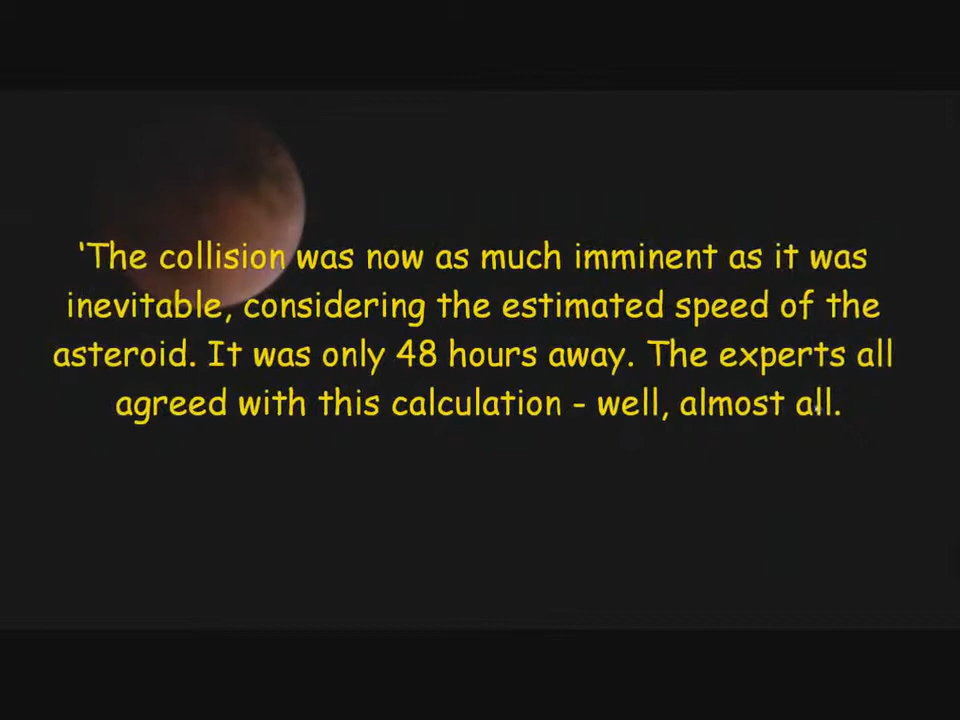 ‘The collision was now as much imminent as it was
inevitable, considering the estimated speed of the
asteroid. It was only 48 hours away. The experts all
agreed with this calculation - well, almost all.